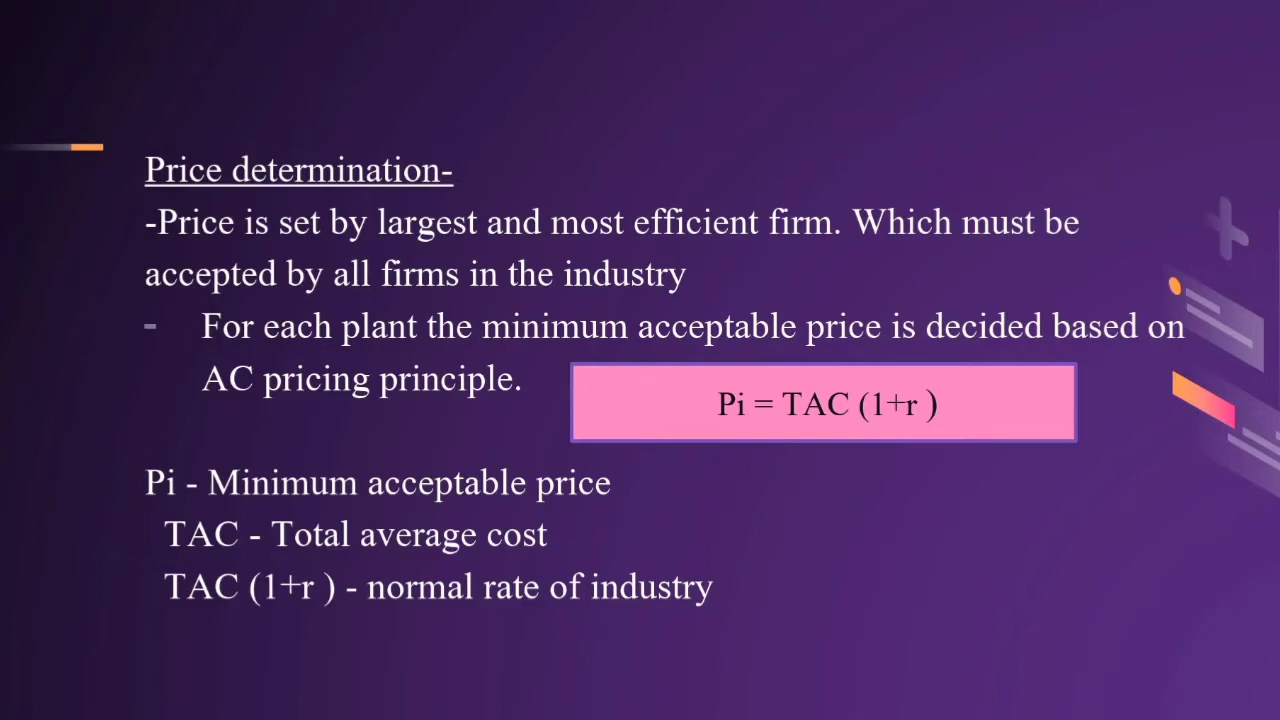 Price determination-
-Price is set by largest and most efficient firm. Which must be
accepted by all firms in the industry
- For each plant the minimum acceptable price is decided based on
AC pricing principle.
Pi = TAC (1+r )
Pi - Minimum acceptable price
TAC - Total average cost
TAC (1+r ) - normal rate of industry